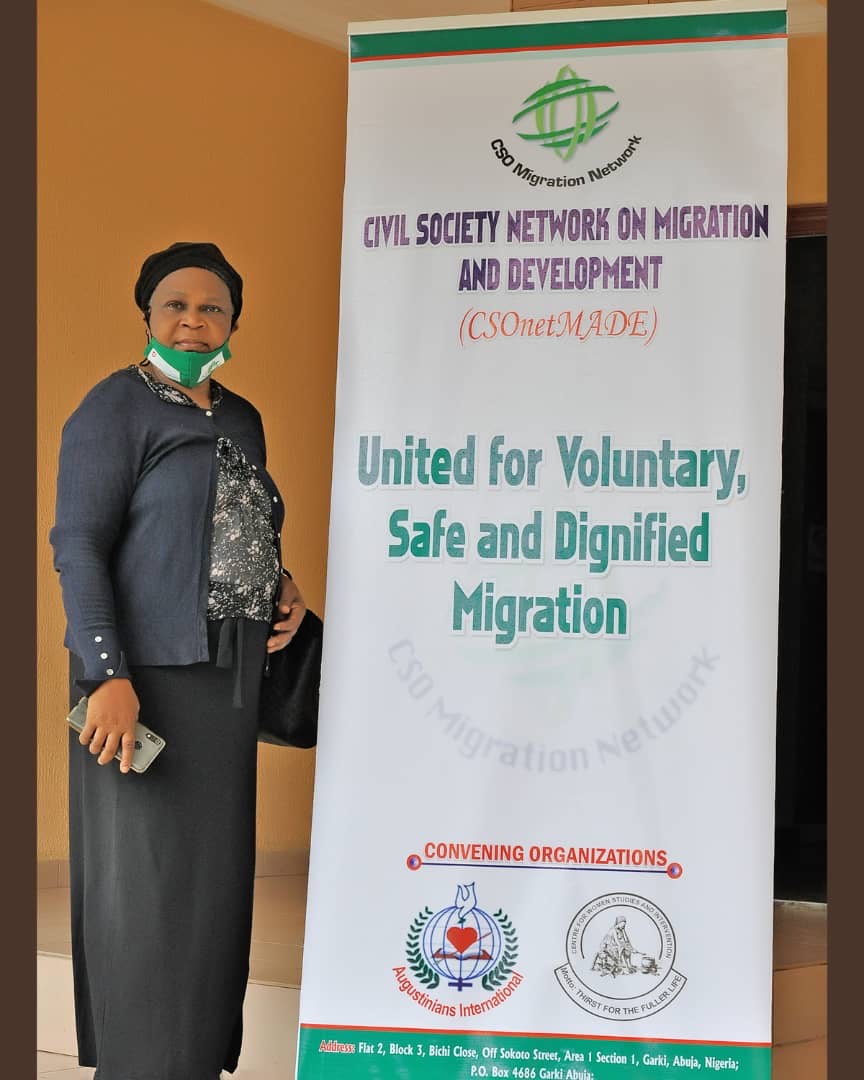 CSO Migration Network
CIVIL SOCIETY NETWORK ON MIGRATION
AND DEVELOPMENT
(CSOnetMADE)
United for Voluntary,
Safe and Dignified
Migration
CSO Migration Network
CONVENING ORGANIZATIONS
Augustinians International
CENTRE FOR WOMEN STUDIES AND INTERVENTION
Motto: THIRST FOR THE FULLER LIFE
Address: Flat 2, Block 3, Bichi Close, Off Sokoto Street, Area 1 Section 1, Garki, Abuja, Nigeria;
P.O. Box 4686 Garki Abuja;